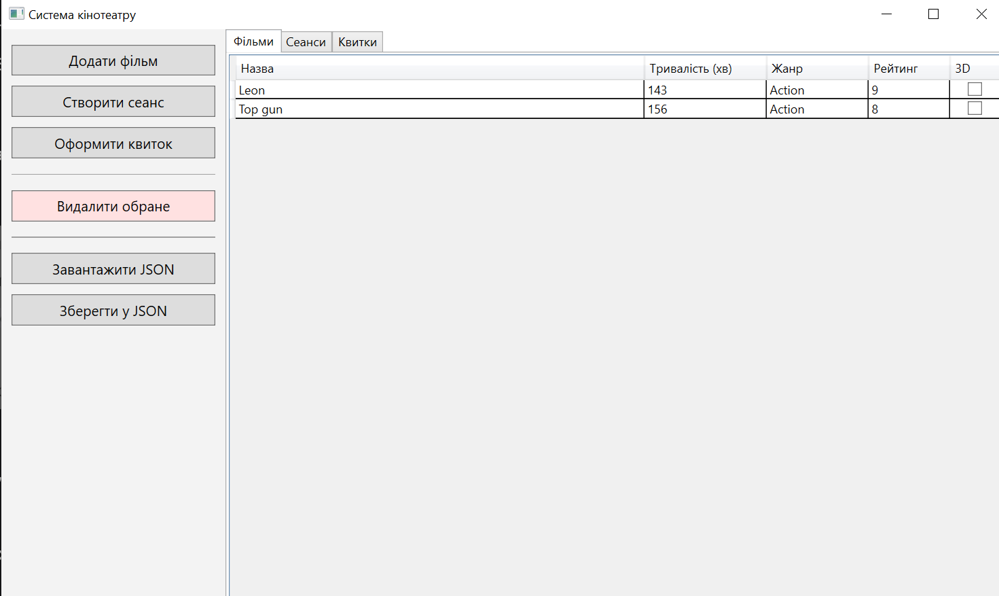 Система кінотеатру
Додати фільм
Створити сеанс
Оформити квиток
Видалити обране
Завантажити JSON
Зберегти у JSON
Фільми Сеанси Квитки
Назва Тривалість (хв) Жанр Рейтинг 3D
Leon 143 Action 9
Top gun 156 Action 8